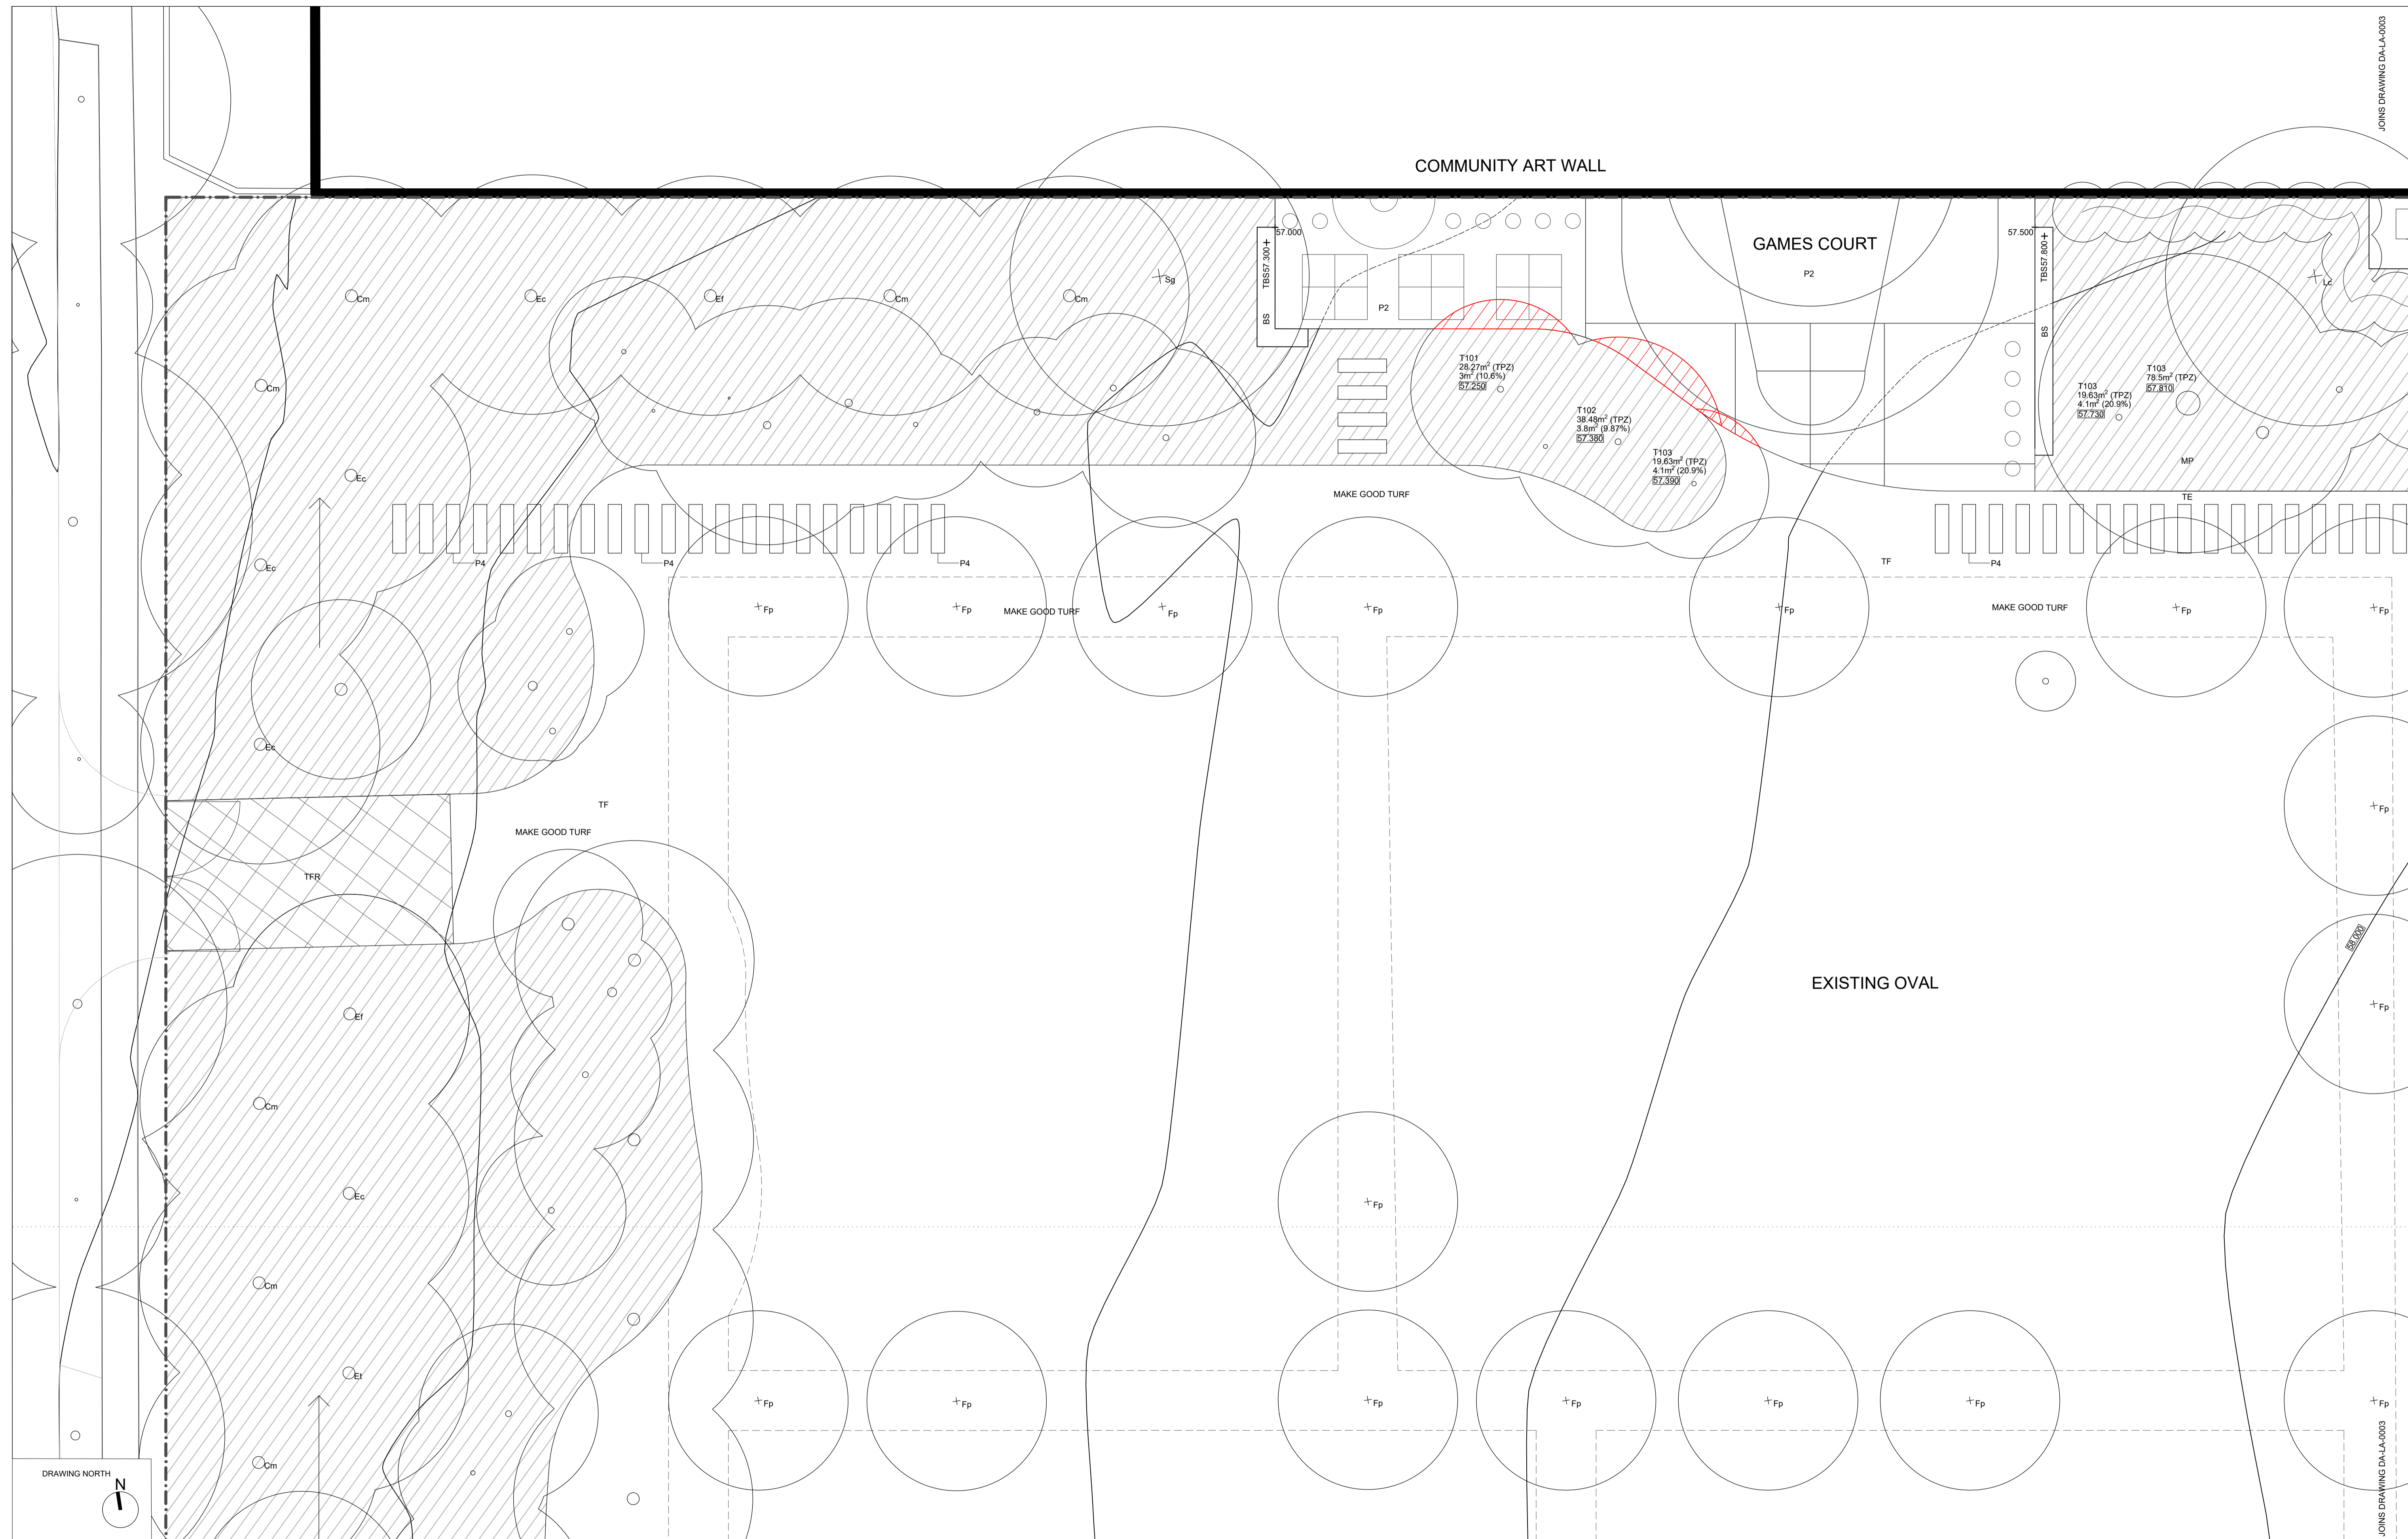 JOINS DRAWING DA-LA-0003
COMMUNITY ART WALL
57.000
TBS57.300+
BS
P2
GAMES COURT
P2
57.500
TBS57.800+
BS
Sg
Lc
Cm
Ec
Ef
Cm
Cm
Cm
Ec
Ec
Ec
T101
28.27m² (TPZ)
3m² (10.6%)
57.250
T102
38.48m² (TPZ)
3.8m² (9.87%)
57.380
T103
19.63m² (TPZ)
4.1m² (20.9%)
57.390
T103
19.63m² (TPZ)
4.1m² (20.9%)
57.730
T103
78.5m² (TPZ)
57.810
MP
TE
MAKE GOOD TURF
P4
P4
P4
TF
P4
Fp
Fp
MAKE GOOD TURF
Fp
Fp
Fp
MAKE GOOD TURF
Fp
Fp
TF
MAKE GOOD TURF
Fp
TFR
58.000
EXISTING OVAL
Fp
Ef
Cm
Ec
Fp
Cm
Et
Fp
Fp
Fp
Fp
Fp
Fp
Fp
Cm
DRAWING NORTH
N
JOINS DRAWING DA-LA-0003